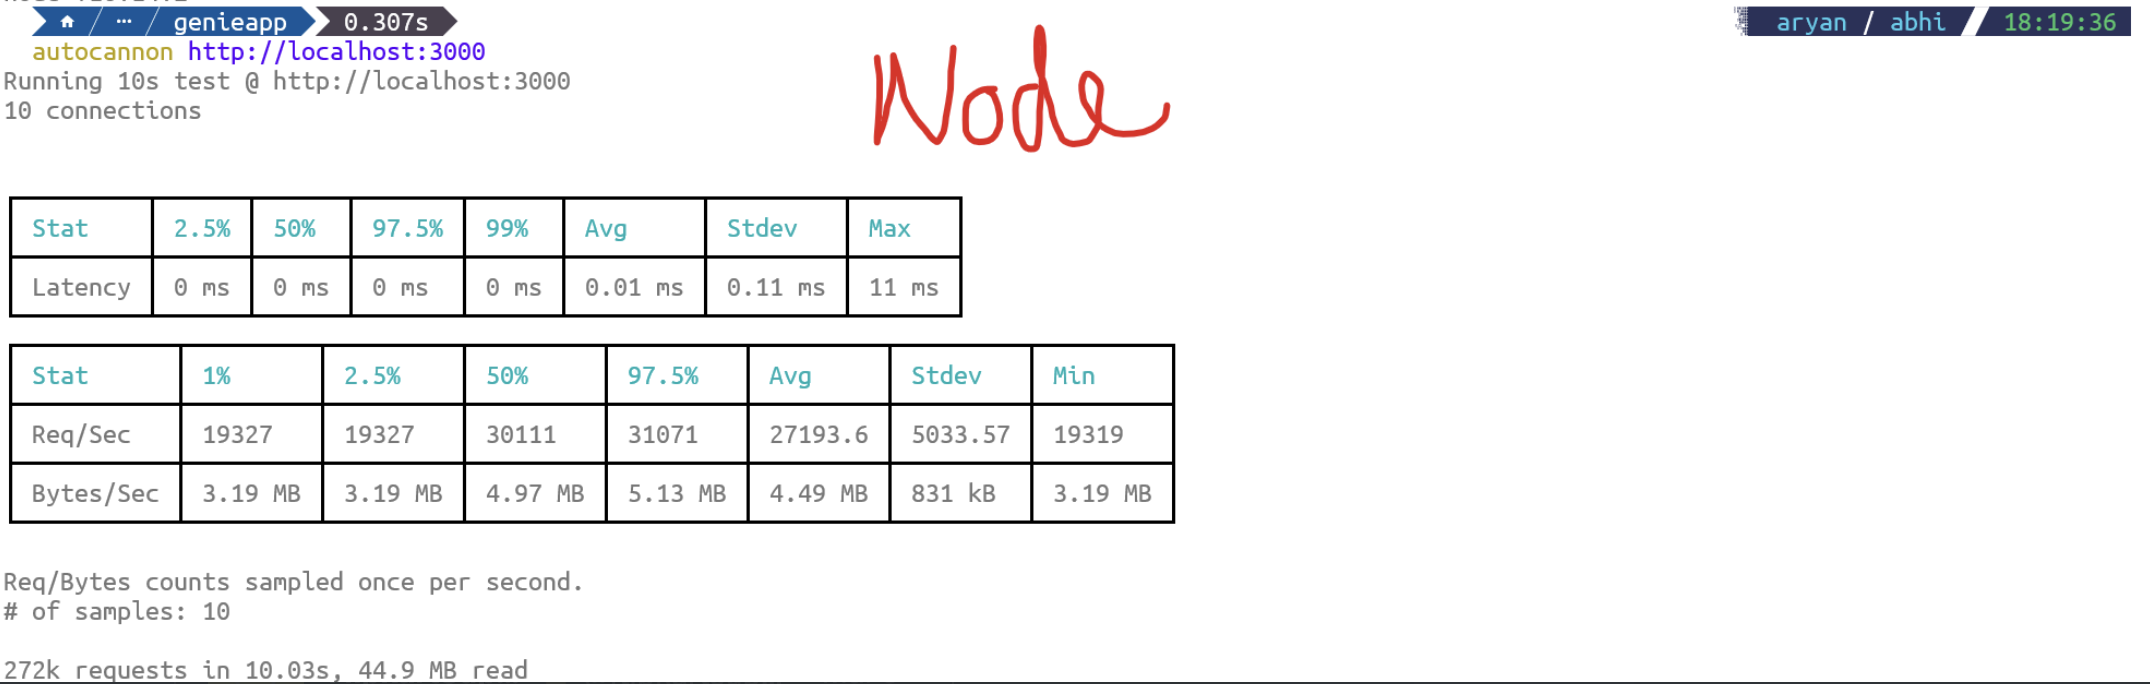 genieapp 0.307s aryan / abhi 18:19:36
autocannon http://localhost:3000
Running 10s test @ http://localhost:3000
10 connections
Node
Stat 2.5% 50% 97.5% 99% Avg Stdev Max
Latency 0 ms 0 ms 0 ms 0 ms 0.01 ms 0.11 ms 11 ms
Stat 1% 2.5% 50% 97.5% Avg Stdev Min
Req/Sec 19327 19327 30111 31071 27193.6 5033.57 19319
Bytes/Sec 3.19 MB 3.19 MB 4.97 MB 5.13 MB 4.49 MB 831 kB 3.19 MB
Req/Bytes counts sampled once per second.
# of samples: 10
272k requests in 10.03s, 44.9 MB read